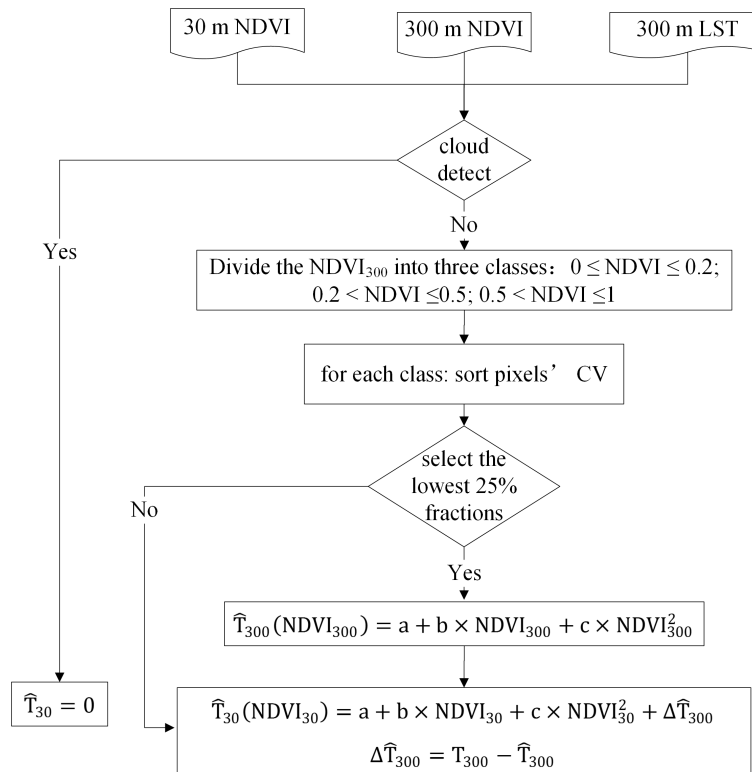 30 m NDVI
300 m NDVI
300 m LST
cloud
detect
Yes
No
Divide the NDVI₃₀₀ into three classes： 0 ≤ NDVI ≤ 0.2;
0.2 < NDVI ≤0.5; 0.5 < NDVI ≤1
for each class: sort pixels’ CV
select the
lowest 25%
fractions
No
Yes
T̂₃₀₀(NDVI₃₀₀) = a + b × NDVI₃₀₀ + c × NDVI²₃₀₀
T̂₃₀ = 0
T̂₃₀(NDVI₃₀) = a + b × NDVI₃₀ + c × NDVI²₃₀ + ΔT̂₃₀₀
ΔT̂₃₀₀ = T₃₀₀ − T̂₃₀₀